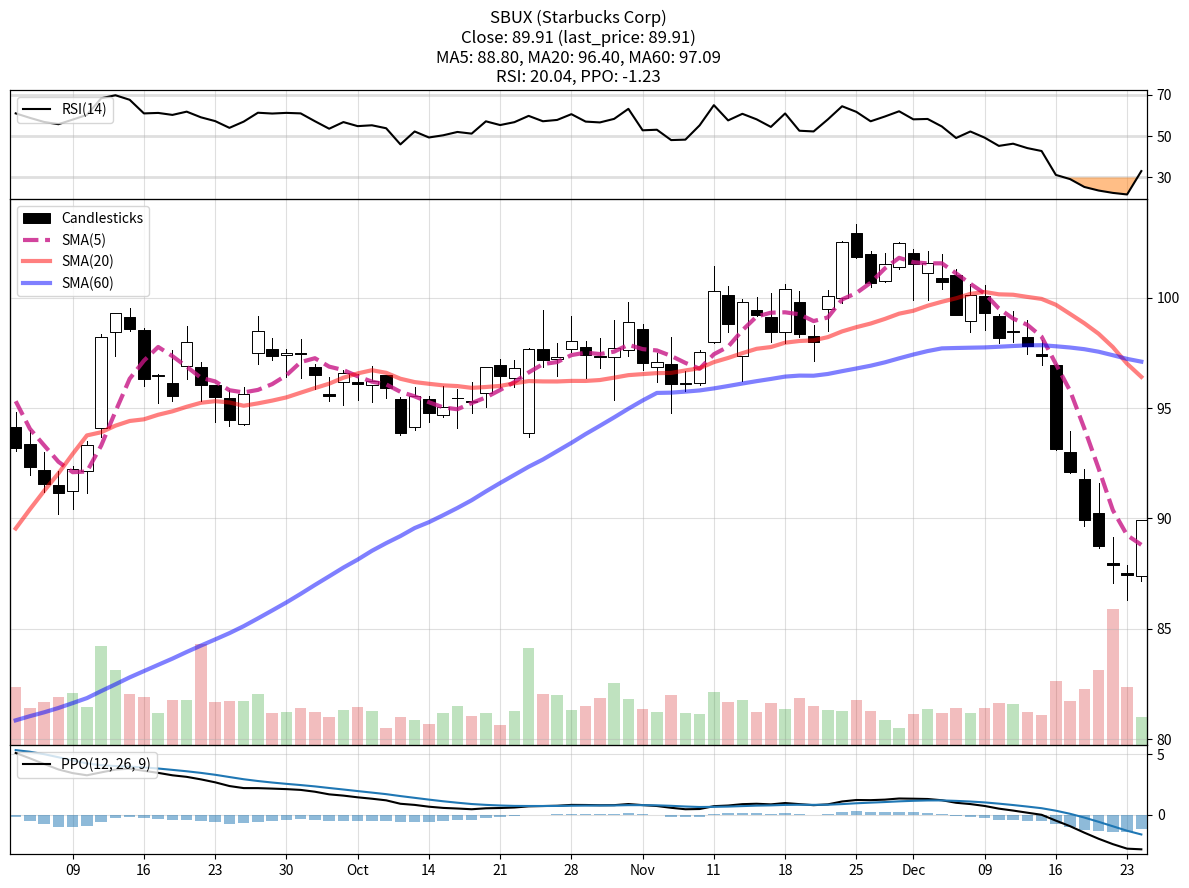 SBUX (Starbucks Corp)
Close: 89.91 (last_price: 89.91)
MA5: 88.80, MA20: 96.40, MA60: 97.09
RSI: 20.04, PPO: -1.23
RSI(14)
70
50
30
Candlesticks
SMA(5)
SMA(20)
SMA(60)
100
95
90
85
80
PPO(12, 26, 9)
5
0
09 16 23 30 Oct 14 21 28 Nov 11 18 25 Dec 09 16 23